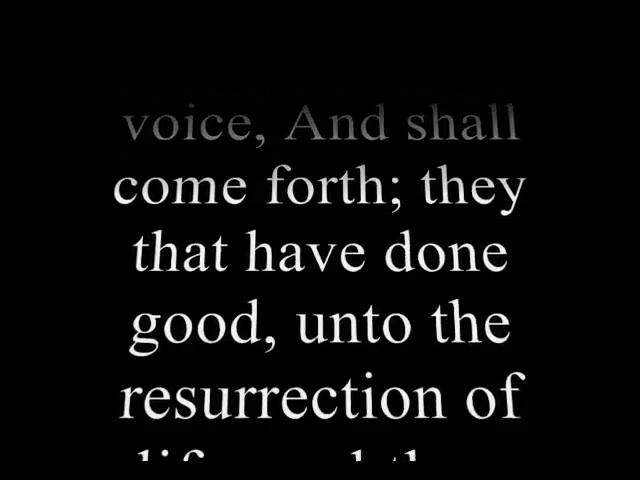 voice, And shall
come forth; they
that have done
good, unto the
resurrection of